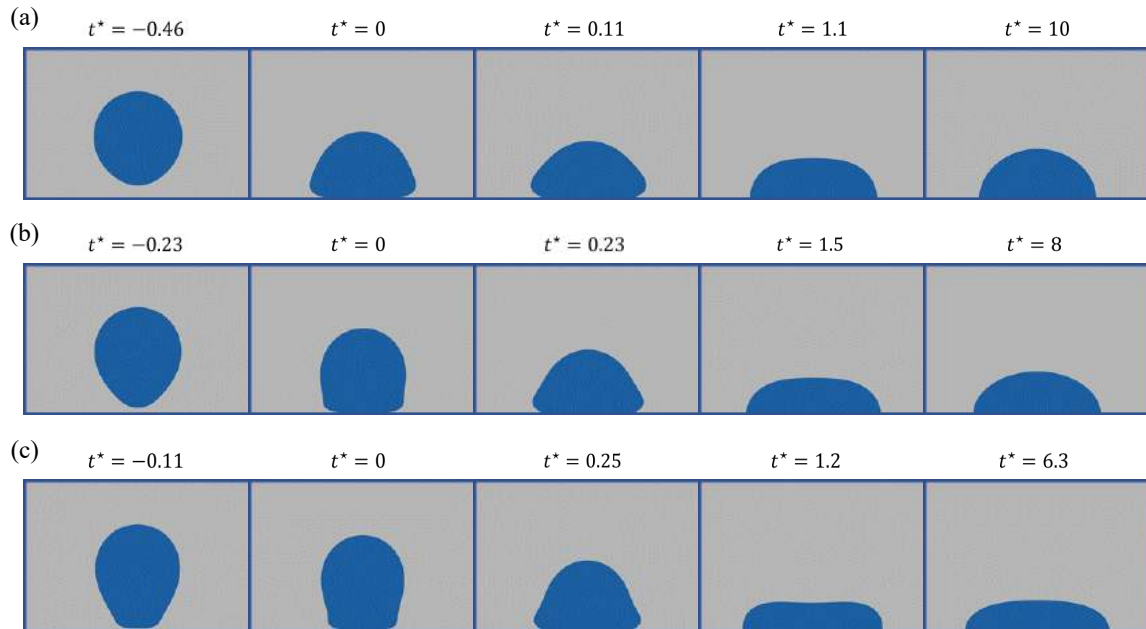 (a)
t* = −0.46 t* = 0 t* = 0.11 t* = 1.1 t* = 10
(b)
t* = −0.23 t* = 0 t* = 0.23 t* = 1.5 t* = 8
(c)
t* = −0.11 t* = 0 t* = 0.25 t* = 1.2 t* = 6.3